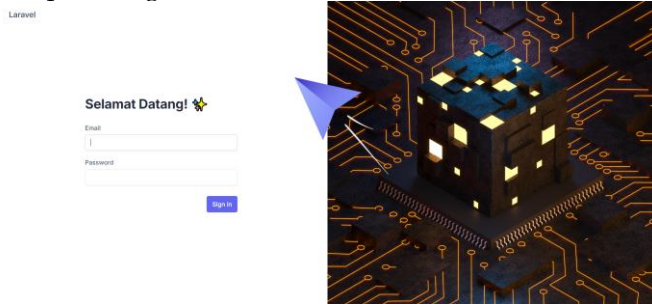 Laravel
Selamat Datang! ✨
Email
Password
Sign In